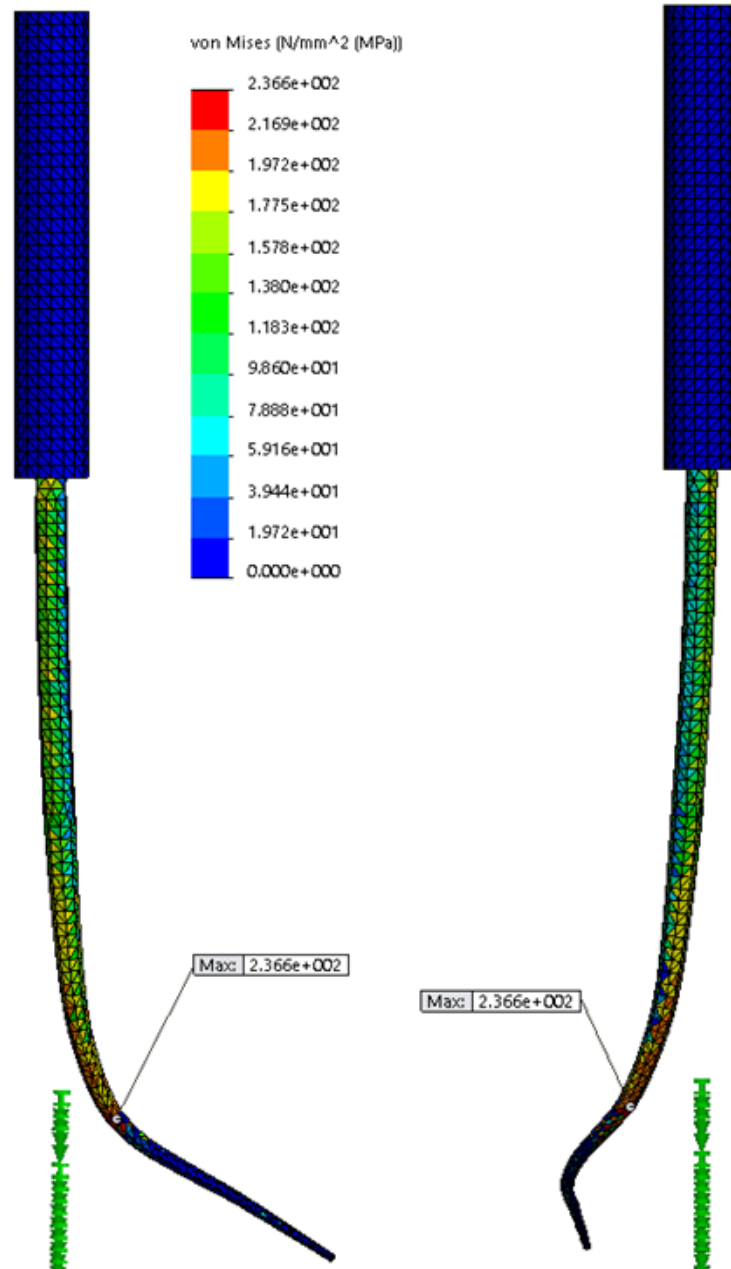 von Mises (N/mm^2 (MPa))
2.366e+002
2.169e+002
1.972e+002
1.775e+002
1.578e+002
1.380e+002
1.183e+002
9.860e+001
7.888e+001
5.916e+001
3.944e+001
1.972e+001
0.000e+000
Max: 2.366e+002
Max: 2.366e+002